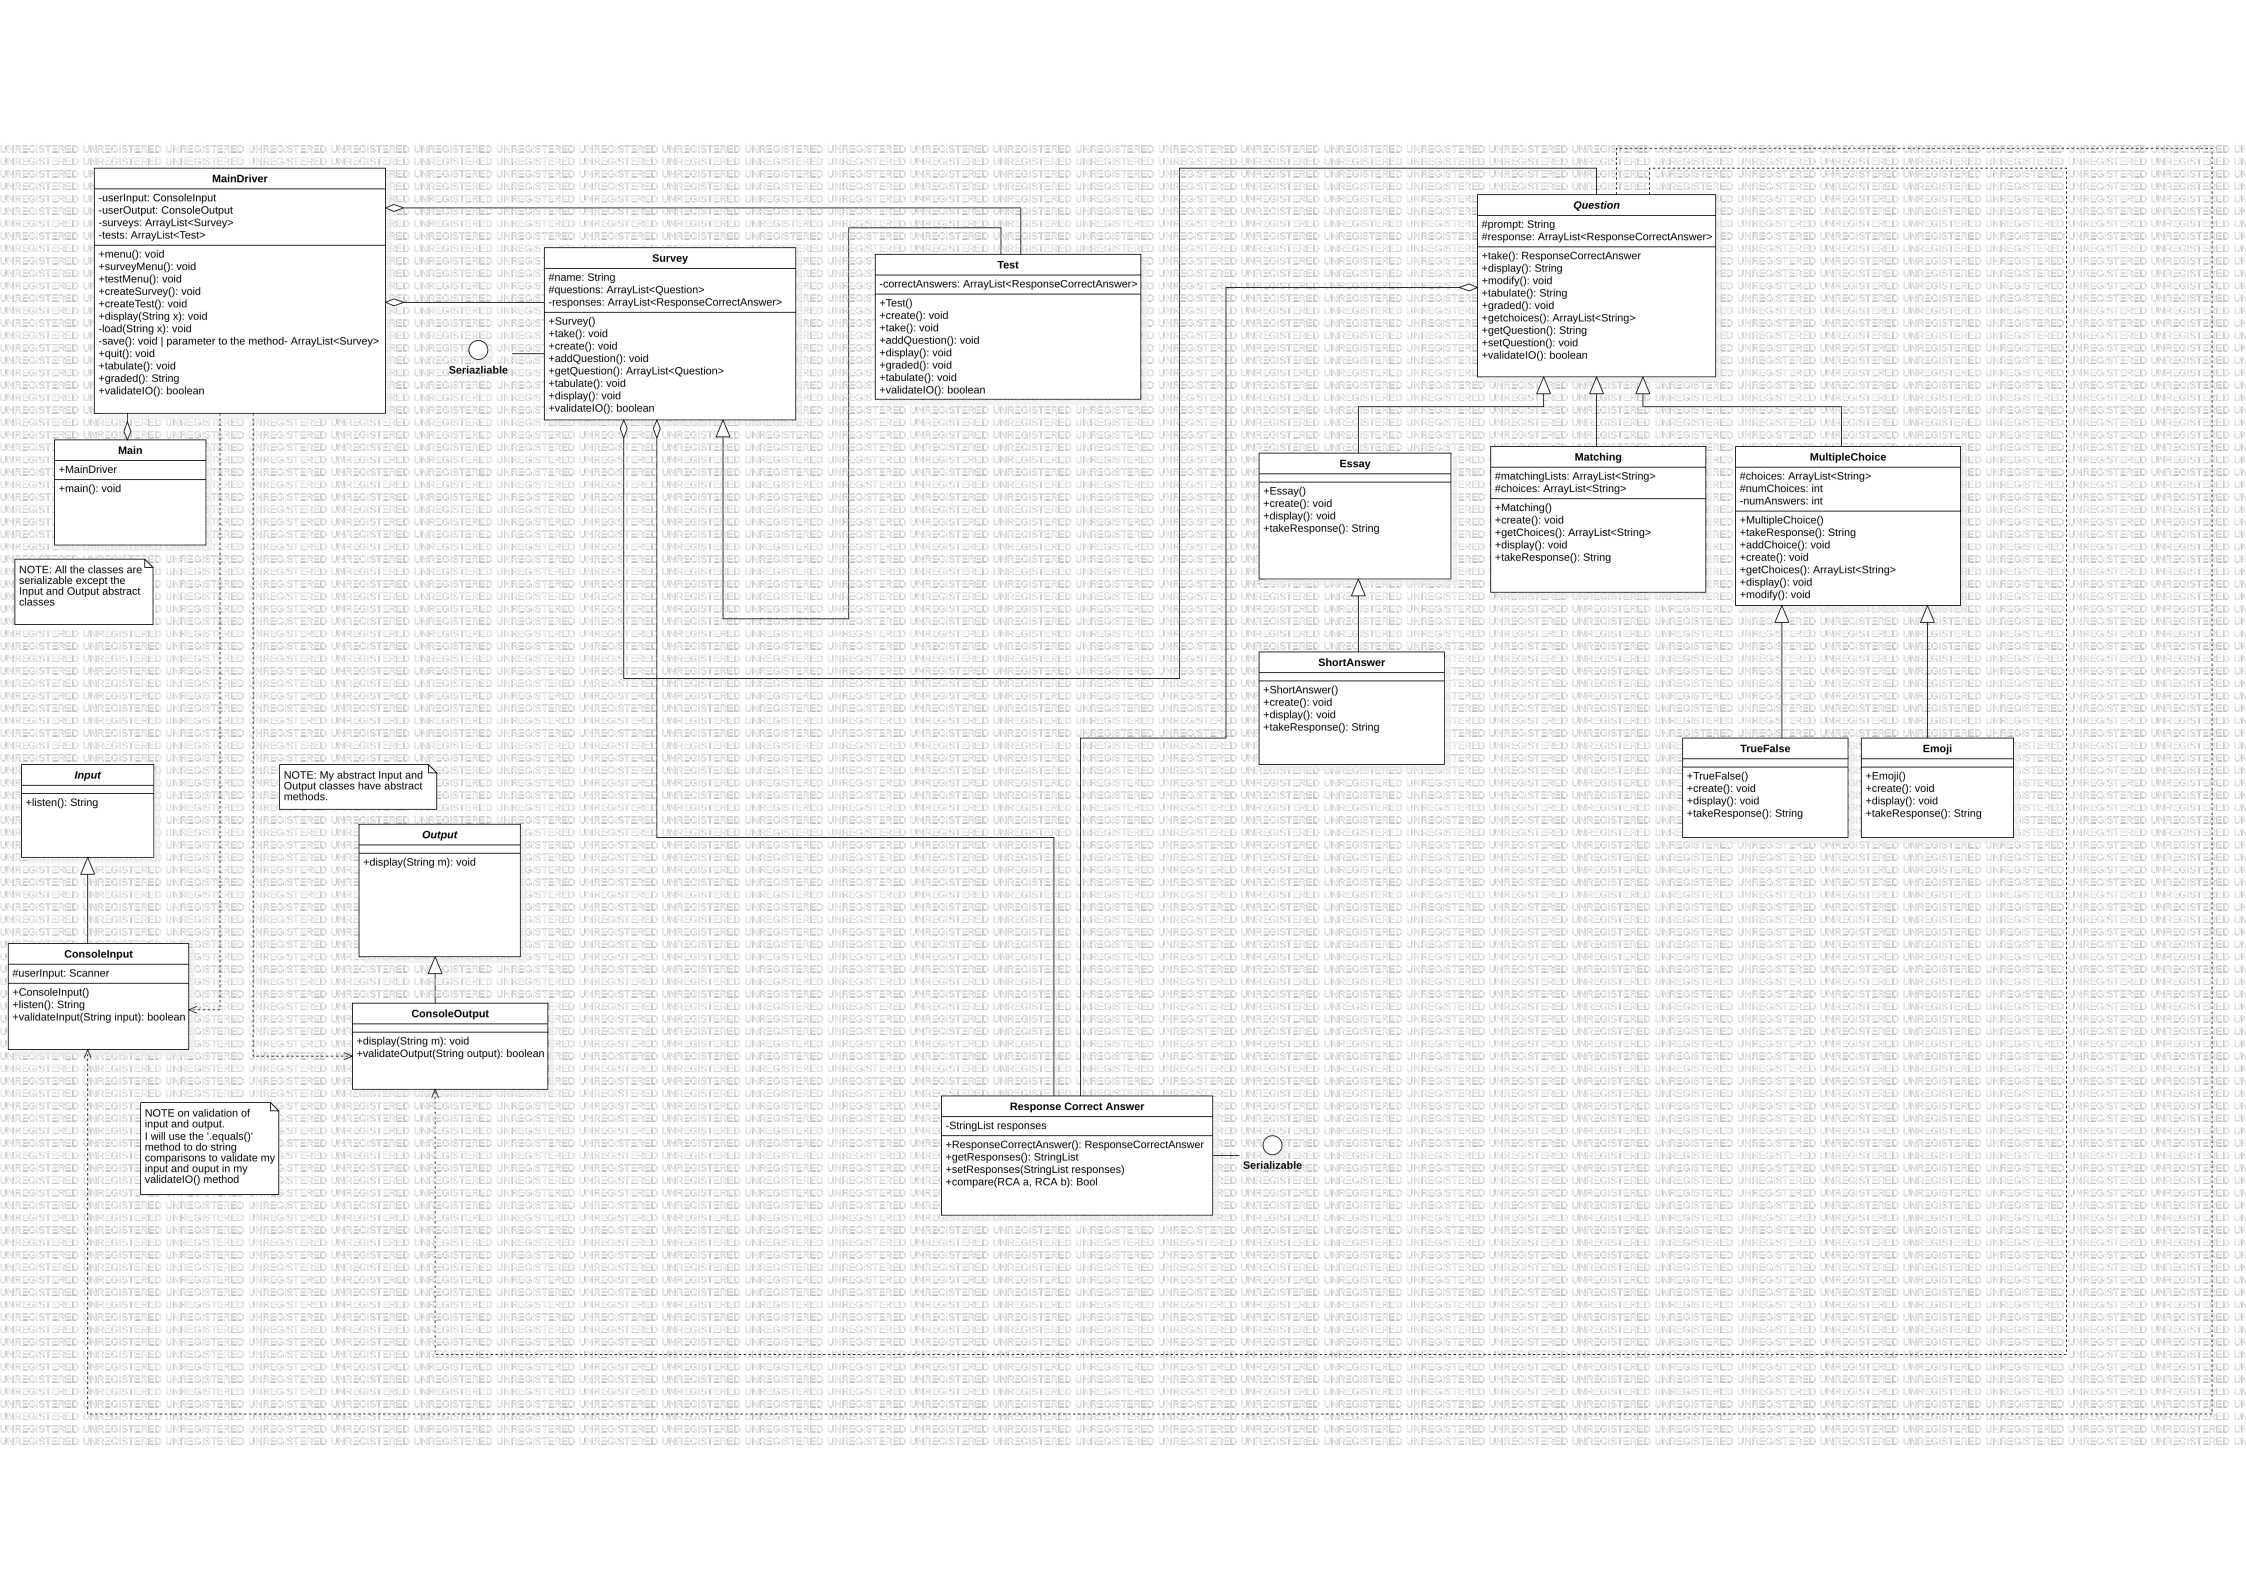 MainDriver
-userInput: ConsoleInput
-userOutput: ConsoleOutput
-surveys: ArrayList<Survey>
-tests: ArrayList<Test>
+menu(): void
+surveyMenu(): void
+testMenu(): void
+createSurvey(): void
+createTest(): void
+display(String x): void
-load(String x): void
-save(): void | parameter to the method- ArrayList<Survey>
+quit(): void
+tabulate(): void
+graded(): String
+validateIO(): boolean
Main
+MainDriver
+main(): void
NOTE: All the classes are
serializable except the
Input and Output abstract
classes
Seriazliable
Survey
#name: String
#questions: ArrayList<Question>
-responses: ArrayList<ResponseCorrectAnswer>
+Survey()
+take(): void
+create(): void
+addQuestion(): void
+getQuestion(): ArrayList<Question>
+tabulate(): void
+display(): void
+validateIO(): boolean
Test
-correctAnswers: ArrayList<ResponseCorrectAnswer>
+Test()
+create(): void
+take(): void
+addQuestion(): void
+display(): void
+graded(): void
+tabulate(): void
+validateIO(): boolean
Question
#prompt: String
#response: ArrayList<ResponseCorrectAnswer>
+take(): ResponseCorrectAnswer
+display(): String
+modify(): void
+tabulate(): String
+graded(): void
+getchoices(): ArrayList<String>
+getQuestion(): String
+setQuestion(): void
+validateIO(): boolean
Essay
+Essay()
+create(): void
+display(): void
+takeResponse(): String
Matching
#matchingLists: ArrayList<String>
#choices: ArrayList<String>
+Matching()
+create(): void
+getChoices(): ArrayList<String>
+display(): void
+takeResponse(): String
MultipleChoice
#choices: ArrayList<String>
#numChoices: int
-numAnswers: int
+MultipleChoice()
+takeResponse(): String
+addChoice(): void
+create(): void
+getChoices(): ArrayList<String>
+display(): void
+modify(): void
ShortAnswer
+ShortAnswer()
+create(): void
+display(): void
+takeResponse(): String
TrueFalse
+TrueFalse()
+create(): void
+display(): void
+takeResponse(): String
Emoji
+Emoji()
+create(): void
+display(): void
+takeResponse(): String
Input
+listen(): String
NOTE: My abstract Input and
Output classes have abstract
methods.
Output
+display(String m): void
ConsoleInput
#userInput: Scanner
+ConsoleInput()
+listen(): String
+validateInput(String input): boolean
ConsoleOutput
+display(String m): void
+validateOutput(String output): boolean
NOTE on validation of
input and output.
I will use the '.equals()'
method to do string
comparisons to validate my
input and ouput in my
validateIO() method
Response Correct Answer
-StringList responses
+ResponseCorrectAnswer(): ResponseCorrectAnswer
+getResponses(): StringList
+setResponses(StringList responses)
+compare(RCA a, RCA b): Bool
Serializable
UNREGISTERED